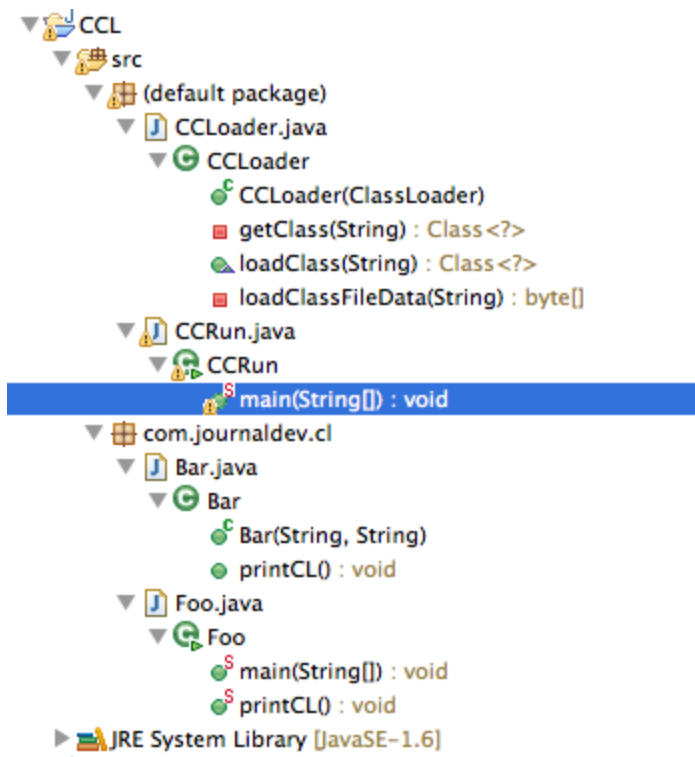 CCL
src
(default package)
CCLoader.java
CCLoader
CCLoader(ClassLoader)
getClass(String) : Class<?>
loadClass(String) : Class<?>
loadClassFileData(String) : byte[]
CCRun.java
CCRun
main(String[]) : void
com.journaldev.cl
Bar.java
Bar
Bar(String, String)
printCL() : void
Foo.java
Foo
main(String[]) : void
printCL() : void
JRE System Library [JavaSE-1.6]